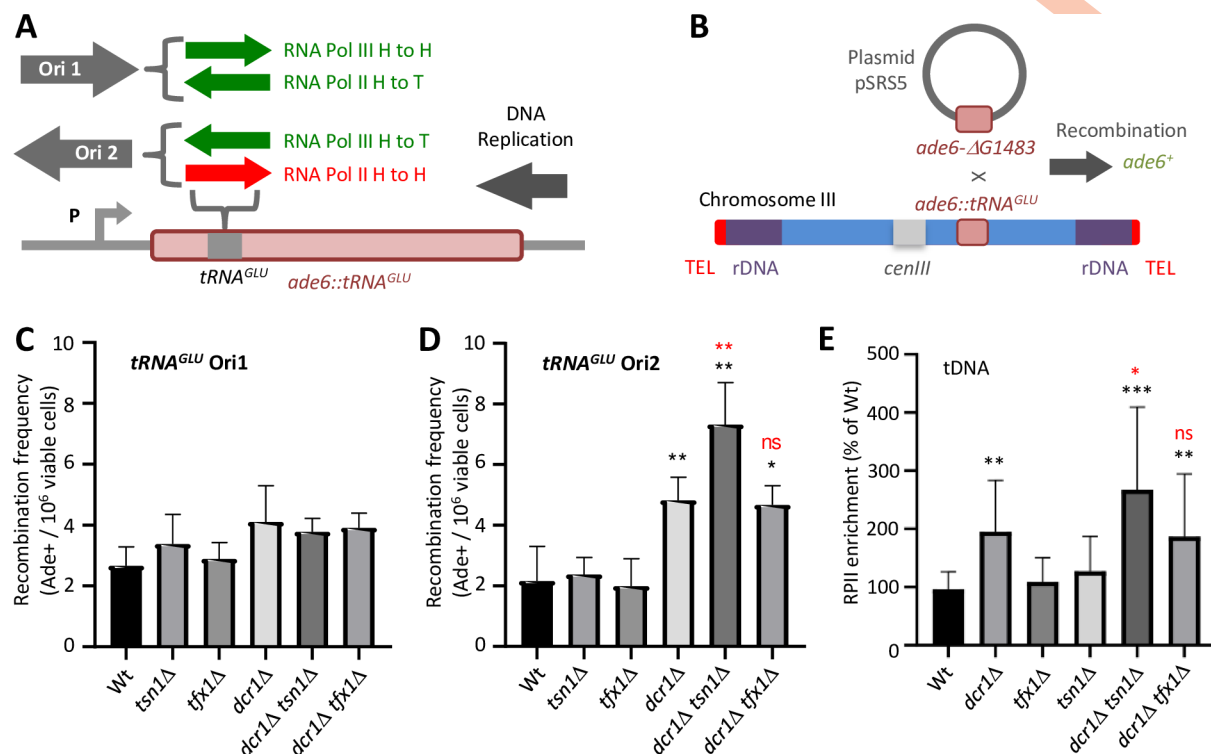 A
Ori 1
RNA Pol III H to H
RNA Pol II H to T
Ori 2
RNA Pol III H to T
RNA Pol II H to H
DNA
Replication
P
tRNA^GLU
ade6::tRNA^GLU
B
Plasmid
pSRS5
ade6-ΔG1483
Recombination
ade6⁺
×
ade6::tRNA^GLU
Chromosome III
TEL
rDNA
cenIII
rDNA
TEL
C
tRNA^GLU Ori1
Recombination frequency
(Ade+ / 10⁶ viable cells)
10
8
6
4
2
0
Wt
tsn1Δ
tfx1Δ
dcr1Δ
dcr1Δ tsn1Δ
dcr1Δ tfx1Δ
D
tRNA^GLU Ori2
Recombination frequency
(Ade+ / 10⁶ viable cells)
10
8
6
4
2
0
**
**
**
ns
*
Wt
tsn1Δ
tfx1Δ
dcr1Δ
dcr1Δ tsn1Δ
dcr1Δ tfx1Δ
E
tDNA
RPII enrichment (% of Wt)
500
400
300
200
100
0
**
*
***
ns
**
Wt
dcr1Δ
tfx1Δ
tsn1Δ
dcr1Δ tsn1Δ
dcr1Δ tfx1Δ